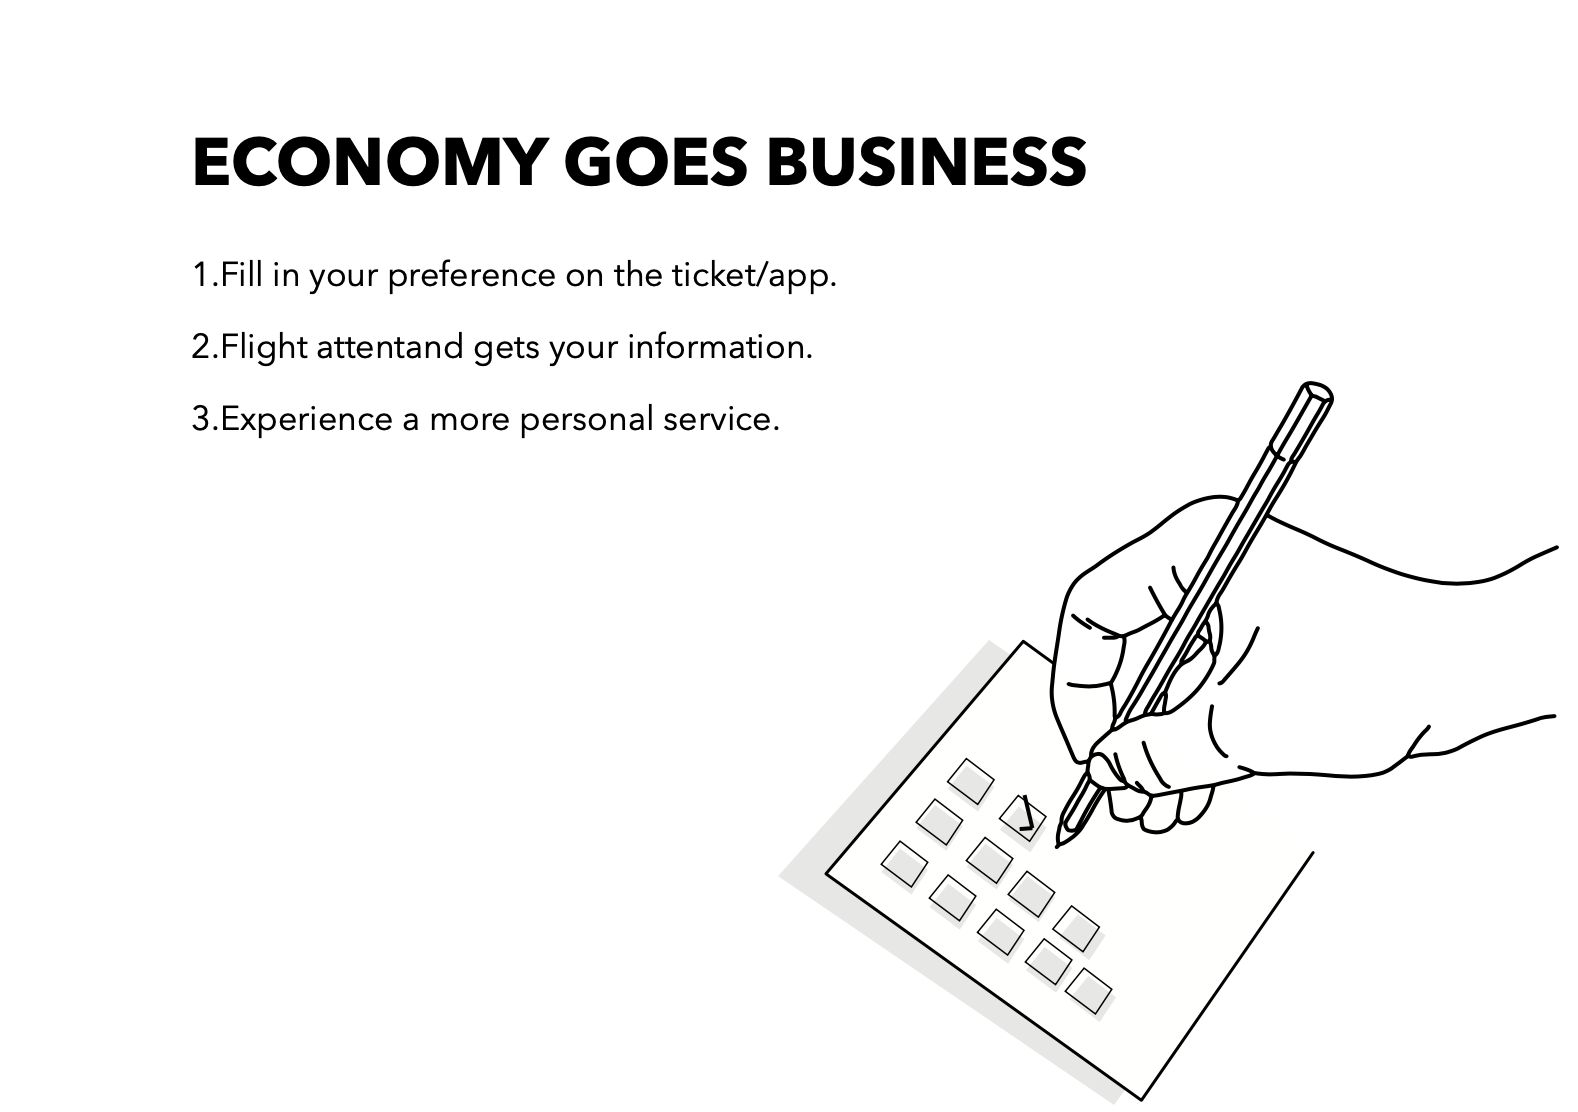 ECONOMY GOES BUSINESS
1.Fill in your preference on the ticket/app.
2.Flight attentand gets your information.
3.Experience a more personal service.